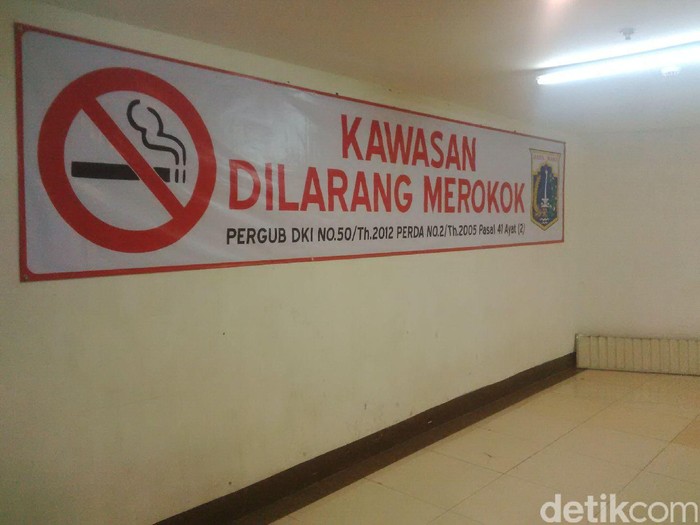 KAWASAN
DILARANG MEROKOK
PERGUB DKI NO.50/Th.2012 PERDA NO.2/Th.2005 Pasal 41 Ayat (2)
detikcom